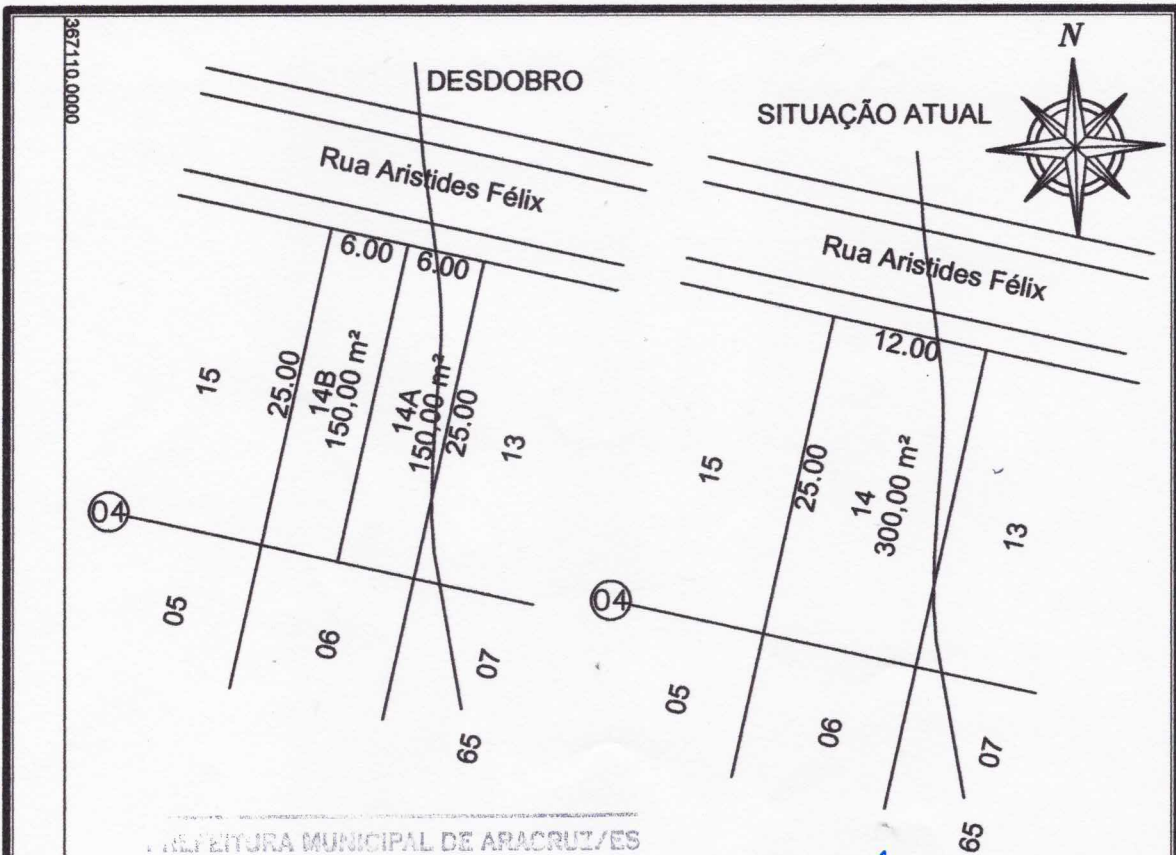 367110.0000
DESDOBRO
Rua Aristides Félix
6.00
6.00
15
25.00
14B
150,00 m²
14A
150,00 m²
25.00
13
04
05
06
07
65
N
SITUAÇÃO ATUAL
Rua Aristides Félix
12.00
15
25.00
14
300,00 m²
13
04
05
06
07
65
PREFEITURA MUNICIPAL DE ARACRUZ/ES